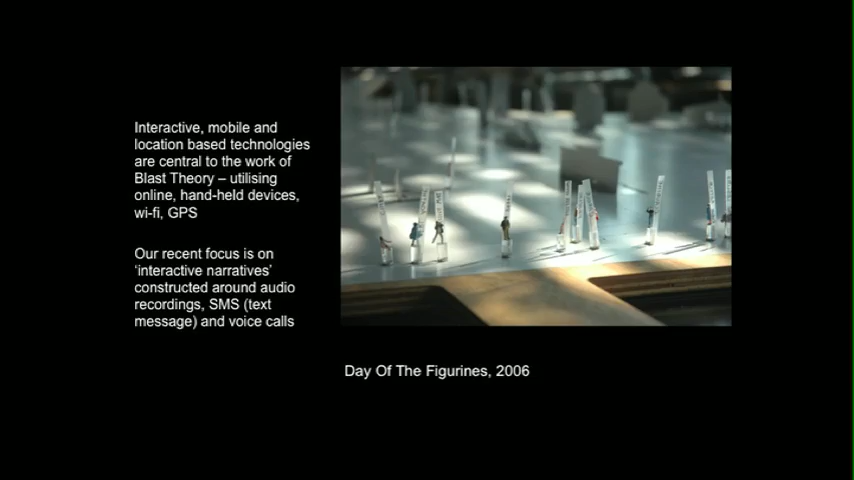 Interactive, mobile and
location based technologies
are central to the work of
Blast Theory – utilising
online, hand-held devices,
wi-fi, GPS
Our recent focus is on
‘interactive narratives’
constructed around audio
recordings, SMS (text
message) and voice calls
Day Of The Figurines, 2006